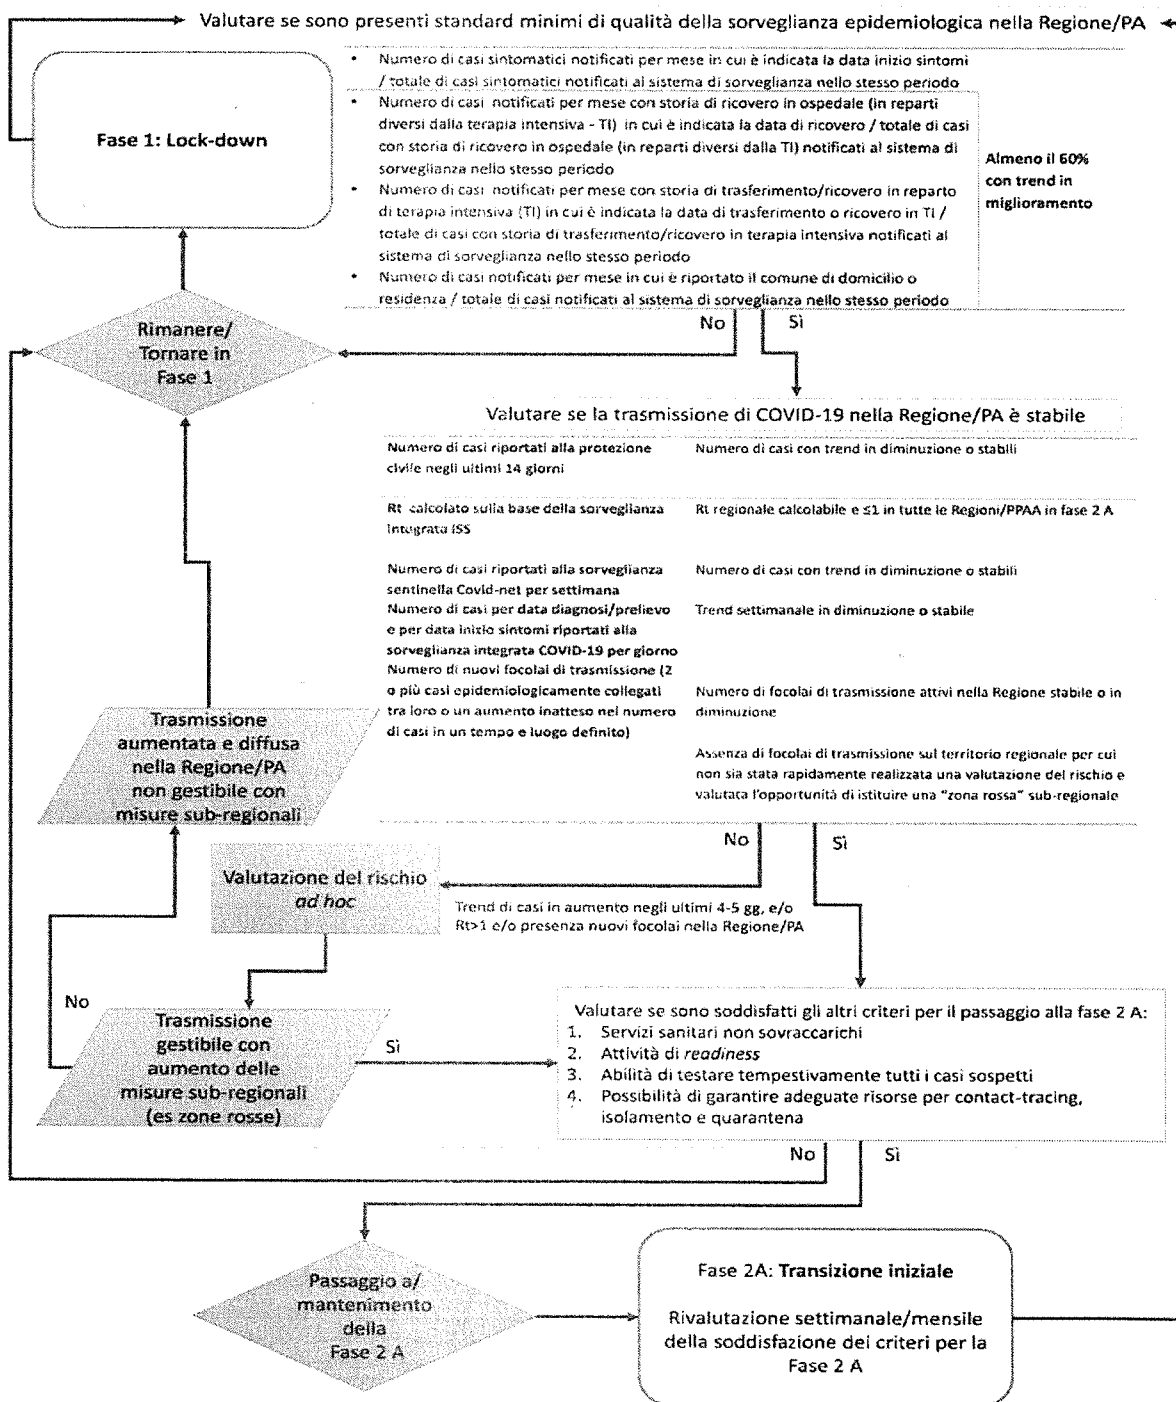 Valutare se sono presenti standard minimi di qualità della sorveglianza epidemiologica nella Regione/PA
Fase 1: Lock-down
• Numero di casi sintomatici notificati per mese in cui è indicata la data inizio sintomi
/ totale di casi sintomatici notificati al sistema di sorveglianza nello stesso periodo
• Numero di casi notificati per mese con storia di ricovero in ospedale (in reparti
diversi dalla terapia intensiva - TI) in cui è indicata la data di ricovero / totale di casi
con storia di ricovero in ospedale (in reparti diversi dalla TI) notificati al sistema di
sorveglianza nello stesso periodo
• Numero di casi notificati per mese con storia di trasferimento/ricovero in reparto
di terapia intensiva (TI) in cui è indicata la data di trasferimento o ricovero in TI /
totale di casi con storia di trasferimento/ricovero in terapia intensiva notificati al
sistema di sorveglianza nello stesso periodo
• Numero di casi notificati per mese in cui è riportato il comune di domicilio o
residenza / totale di casi notificati al sistema di sorveglianza nello stesso periodo
Almeno il 60%
con trend in
miglioramento
No
Sì
Rimanere/
Tornare in
Fase 1
Valutare se la trasmissione di COVID-19 nella Regione/PA è stabile
Numero di casi riportati alla protezione
civile negli ultimi 14 giorni
Numero di casi con trend in diminuzione o stabili
Rt calcolato sulla base della sorveglianza
integrata ISS
Rt regionale calcolabile e ≤1 in tutte le Regioni/PPAA in fase 2 A
Numero di casi riportati alla sorveglianza
sentinella Covid-net per settimana
Numero di casi con trend in diminuzione o stabili
Numero di casi per data diagnosi/prelievo
e per data inizio sintomi riportati alla
sorveglianza integrata COVID-19 per giorno
Trend settimanale in diminuzione o stabile
Numero di nuovi focolai di trasmissione (2
o più casi epidemiologicamente collegati
tra loro o un aumento inatteso nel numero
di casi in un tempo e luogo definito)
Numero di focolai di trasmissione attivi nella Regione stabile o in
diminuzione
Assenza di focolai di trasmissione sul territorio regionale per cui
non sia stata rapidamente realizzata una valutazione del rischio e
valutata l'opportunità di istituire una "zona rossa" sub-regionale
Trasmissione
aumentata e diffusa
nella Regione/PA
non gestibile con
misure sub-regionali
No
Sì
Valutazione del rischio
ad hoc
Trend di casi in aumento negli ultimi 4-5 gg, e/o
Rt>1 e/o presenza nuovi focolai nella Regione/PA
No
Trasmissione
gestibile con
aumento delle
misure sub-regionali
(es zone rosse)
Sì
Valutare se sono soddisfatti gli altri criteri per il passaggio alla fase 2 A:
1. Servizi sanitari non sovraccarichi
2. Attività di readiness
3. Abilità di testare tempestivamente tutti i casi sospetti
4. Possibilità di garantire adeguate risorse per contact-tracing,
isolamento e quarantena
No
Sì
Passaggio a/
mantenimento
della
Fase 2 A
Fase 2A: Transizione iniziale
Rivalutazione settimanale/mensile
della soddisfazione dei criteri per la
Fase 2 A